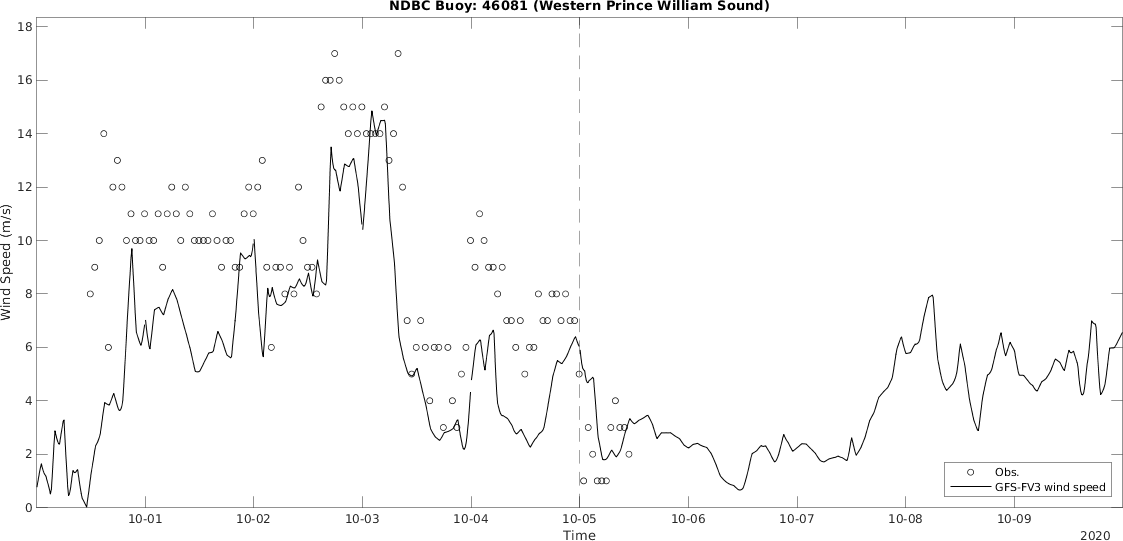 NDBC Buoy: 46081 (Western Prince William Sound)
18
16
14
12
10
8
6
4
2
0
Wind Speed (m/s)
10-01 10-02 10-03 10-04 10-05 10-06 10-07 10-08 10-09
Time
2020
Obs.
GFS-FV3 wind speed